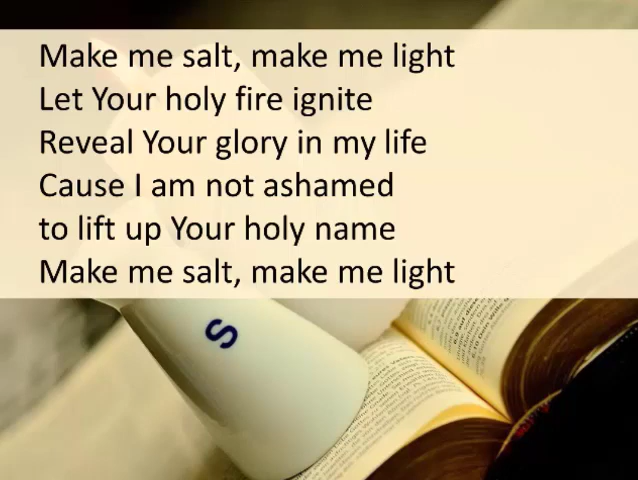 Make me salt, make me light
Let Your holy fire ignite
Reveal Your glory in my life
Cause I am not ashamed
to lift up Your holy name
Make me salt, make me light
S